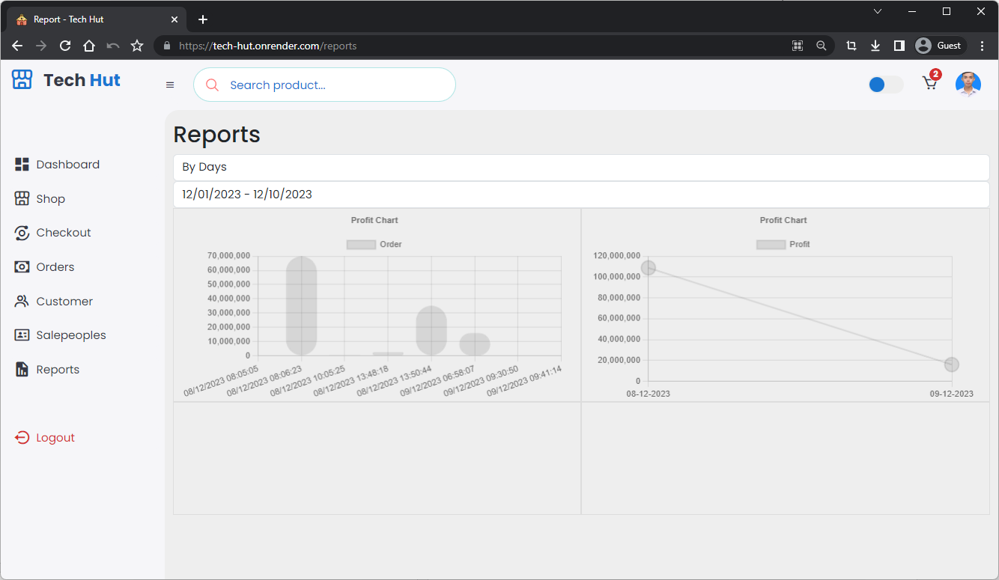 Report - Tech Hut
https://tech-hut.onrender.com/reports
Guest
Tech Hut
Search product...
2
Dashboard
Shop
Checkout
Orders
Customer
Salepeoples
Reports
Logout
Reports
By Days
12/01/2023 - 12/10/2023
Profit Chart
Order
70,000,000
60,000,000
50,000,000
40,000,000
30,000,000
20,000,000
10,000,000
0
08/12/2023 08:05:05
08/12/2023 08:06:23
08/12/2023 10:05:25
08/12/2023 13:48:18
08/12/2023 13:50:44
09/12/2023 06:58:07
09/12/2023 09:30:50
09/12/2023 09:41:14
Profit Chart
Profit
120,000,000
100,000,000
80,000,000
60,000,000
40,000,000
20,000,000
0
08-12-2023
09-12-2023